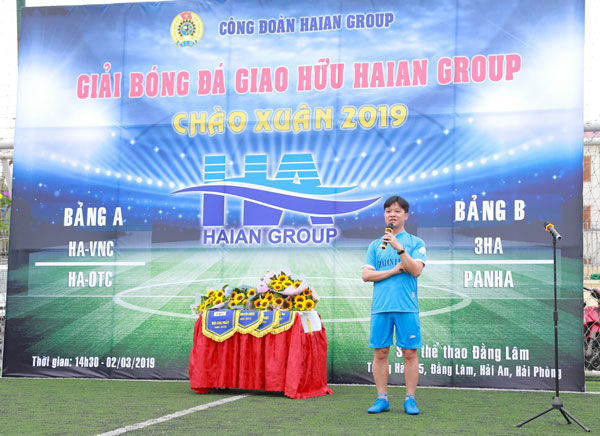 CÔNG ĐOÀN HAIAN GROUP
GIẢI BÓNG ĐÁ GIAO HỮU HAIAN GROUP
CHÀO XUÂN 2019
HA
HAIAN GROUP
BẢNG A
HA-VNC
HA-OTC
BẢNG B
3HA
PANHA
Thời gian: 14h30 - 02/03/2019
thể thao Đằng Lâm
5, Đằng Lâm, Hải An, Hải Phòng